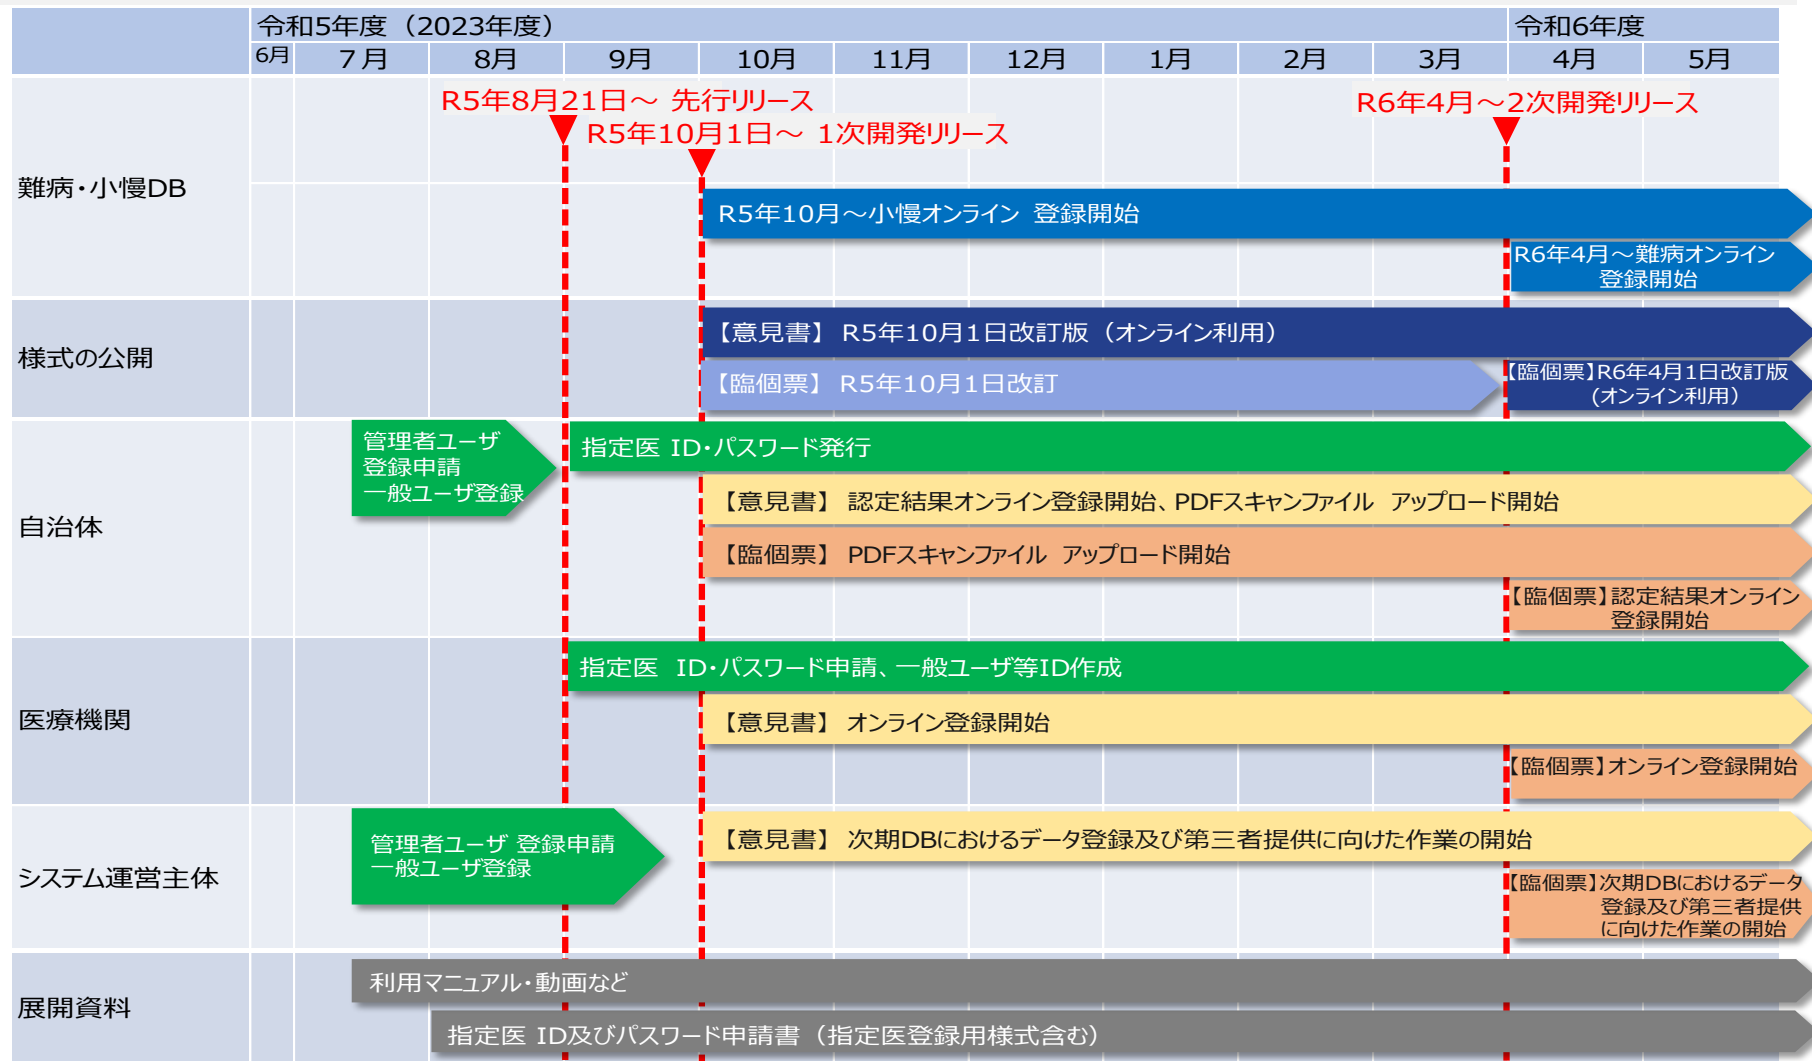 令和5年度（2023年度）
令和6年度
6月 7月 8月 9月 10月 11月 12月 1月 2月 3月 4月 5月
難病・小慢DB
R5年8月21日～ 先行リリース
R5年10月1日～ 1次開発リリース
R6年4月～2次開発リリース
R5年10月～小慢オンライン 登録開始
R6年4月～難病オンライン
登録開始
様式の公開
【意見書】 R5年10月1日改訂版（オンライン利用）
【臨個票】 R5年10月1日改訂
【臨個票】R6年4月1日改訂版
(オンライン利用）
自治体
管理者ユーザ
登録申請
一般ユーザ登録
指定医 ID・パスワード発行
【意見書】 認定結果オンライン登録開始、PDFスキャンファイル アップロード開始
【臨個票】 PDFスキャンファイル アップロード開始
【臨個票】認定結果オンライン
登録開始
医療機関
指定医 ID・パスワード申請、一般ユーザ等ID作成
【意見書】 オンライン登録開始
【臨個票】オンライン登録開始
システム運営主体
管理者ユーザ 登録申請
一般ユーザ登録
【意見書】 次期DBにおけるデータ登録及び第三者提供に向けた作業の開始
【臨個票】次期DBにおけるデータ
登録及び第三者提供
に向けた作業の開始
展開資料
利用マニュアル・動画など
指定医 ID及びパスワード申請書（指定医登録用様式含む）